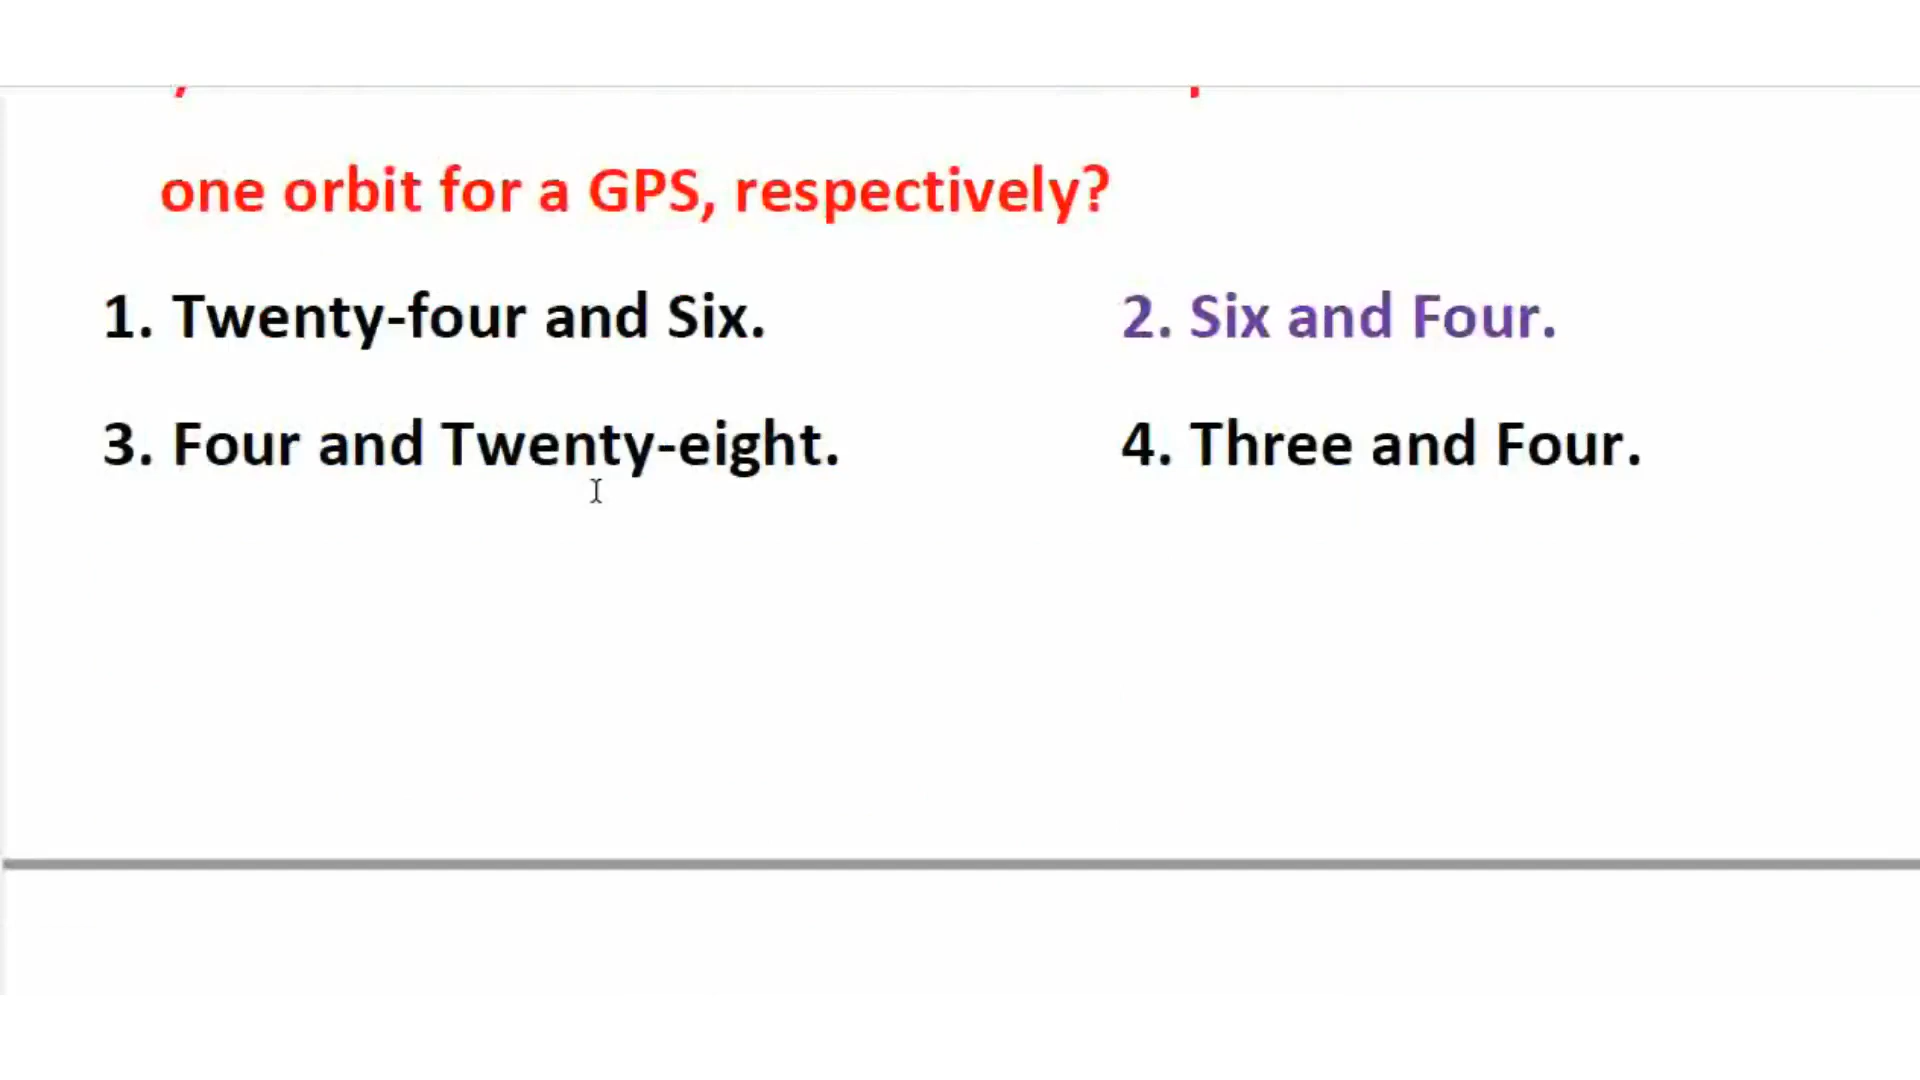 one orbit for a GPS, respectively?
1. Twenty-four and Six.
2. Six and Four.
3. Four and Twenty-eight.
4. Three and Four.